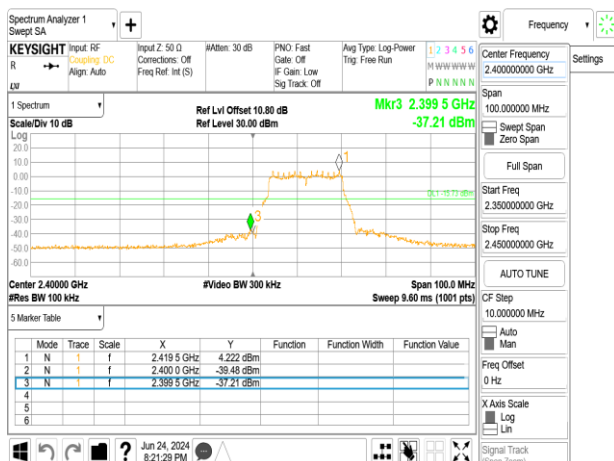 Spectrum Analyzer 1
Swept SA
Frequency
KEYSIGHT
Input: RF
Input Z: 50 Ω
#Atten: 30 dB
PNO: Fast
Avg Type: Log-Power
1 2 3 4 5 6
R
Coupling: DC
Corrections: Off
Gate: Off
Trig: Free Run
M W W W W W
Align: Auto
Freq Ref: Int (S)
IF Gain: Low
Sig Track: Off
P N N N N N
LXI
Center Frequency
2.400000000 GHz
Settings
Span
100.000000 MHz
Swept Span
Zero Span
Full Span
Start Freq
2.350000000 GHz
Stop Freq
2.450000000 GHz
AUTO TUNE
CF Step
10.000000 MHz
Auto
Man
Freq Offset
0 Hz
X Axis Scale
Log
Lin
Signal Track
(Span Zoom)
1 Spectrum
Ref Lvl Offset 10.80 dB
Mkr3 2.399 5 GHz
Scale/Div 10 dB
Ref Level 30.00 dBm
-37.21 dBm
Log
20.0
10.0
0.00
-10.0
-20.0
-30.0
-40.0
-50.0
-60.0
1
3
Center 2.40000 GHz
#Video BW 300 kHz
Span 100.0 MHz
#Res BW 100 kHz
Sweep 9.60 ms (1001 pts)
5 Marker Table
Mode Trace Scale X Y Function Function Width Function Value
1 N 1 f 2.419 5 GHz 4.222 dBm
2 N 1 f 2.400 0 GHz -39.48 dBm
3 N 1 f 2.399 5 GHz -37.21 dBm
4
5
6
?
Jun 24, 2024
8:21:29 PM